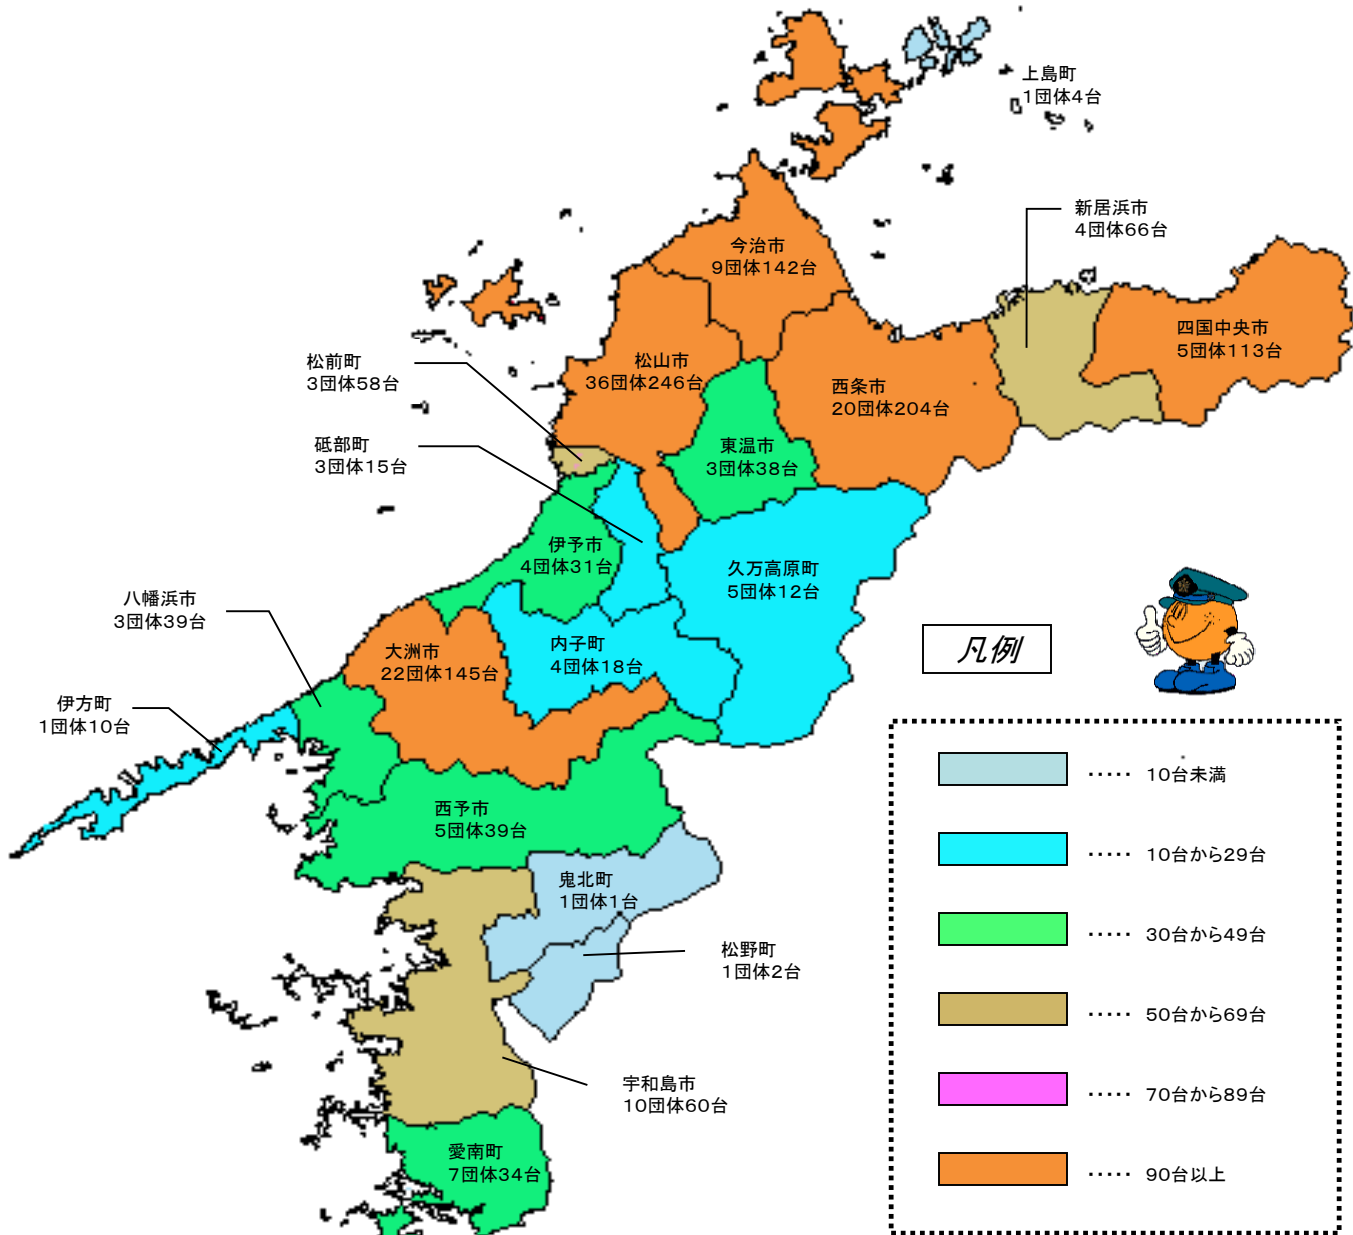 上島町
1団体4台
新居浜市
4団体66台
今治市
9団体142台
四国中央市
5団体113台
松前町
3団体58台
松山市
36団体246台
西条市
20団体204台
砥部町
3団体15台
東温市
3団体38台
伊予市
4団体31台
久万高原町
5団体12台
八幡浜市
3団体39台
大洲市
22団体145台
内子町
4団体18台
伊方町
1団体10台
西予市
5団体39台
鬼北町
1団体1台
松野町
1団体2台
宇和島市
10団体60台
愛南町
7団体34台
凡例
‥‥‥ 10台未満
‥‥‥ 10台から29台
‥‥‥ 30台から49台
‥‥‥ 50台から69台
‥‥‥ 70台から89台
‥‥‥ 90台以上